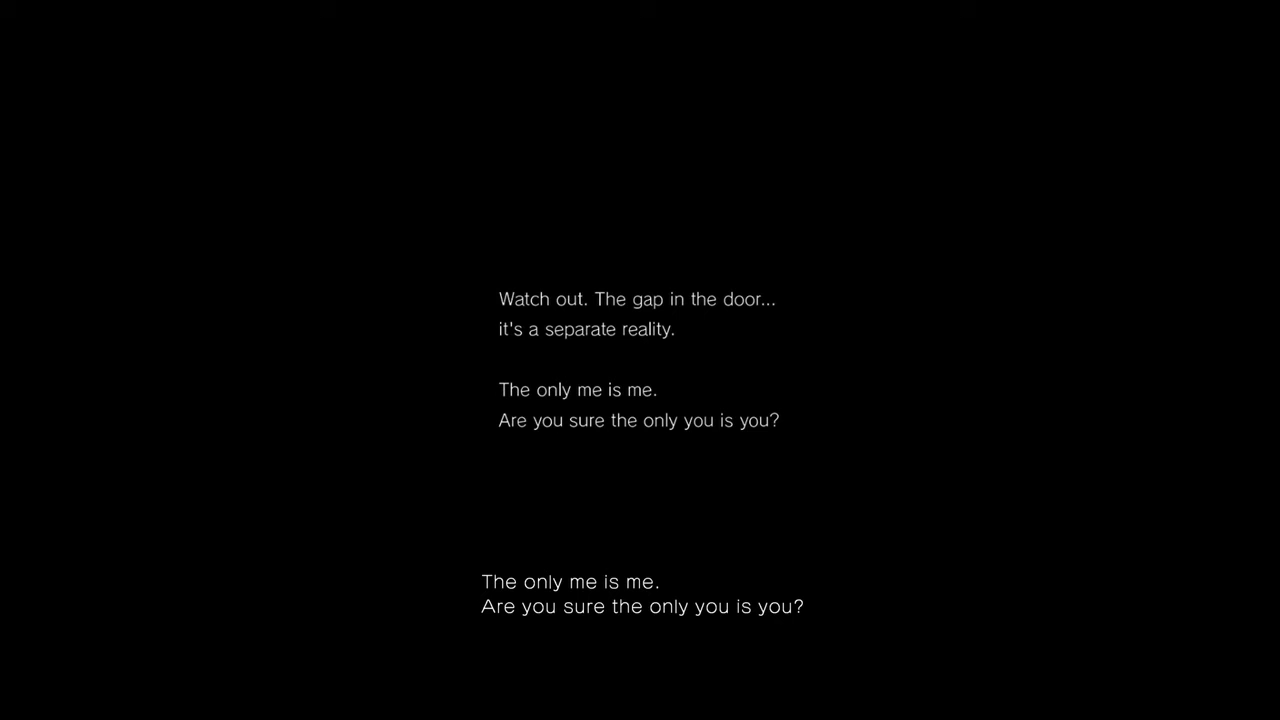 Watch out. The gap in the door...
it's a separate reality.
The only me is me.
Are you sure the only you is you?
The only me is me.
Are you sure the only you is you?